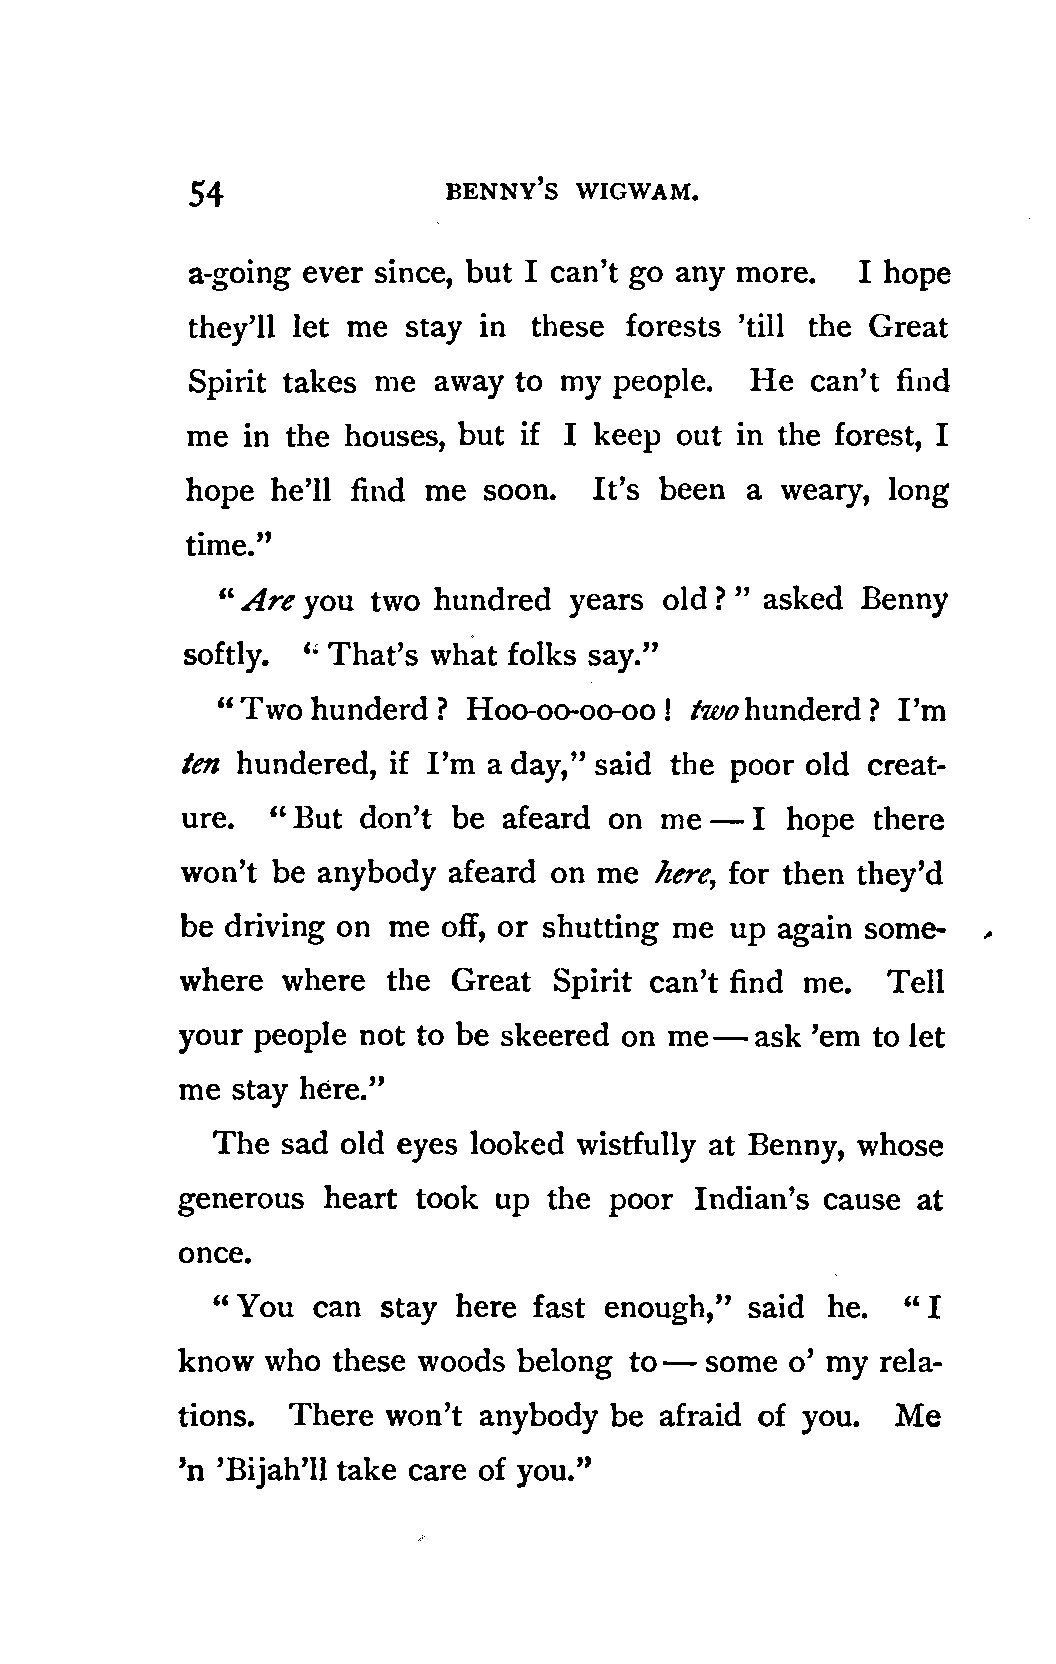 54 BENNY'S WIGWAM.
a-going ever since, but I can't go any more. I hope
they'll let me stay in these forests 'till the Great
Spirit takes me away to my people. He can't find
me in the houses, but if I keep out in the forest, I
hope he'll find me soon. It's been a weary, long
time."
"Are you two hundred years old?" asked Benny
softly. "That's what folks say."
"Two hunderd? Hoo-oo-oo-oo! two hunderd? I'm
ten hundered, if I'm a day," said the poor old creat-
ure. "But don't be afeard on me — I hope there
won't be anybody afeard on me here, for then they'd
be driving on me off, or shutting me up again some-
where where the Great Spirit can't find me. Tell
your people not to be skeered on me — ask 'em to let
me stay here."
The sad old eyes looked wistfully at Benny, whose
generous heart took up the poor Indian's cause at
once.
"You can stay here fast enough," said he. "I
know who these woods belong to — some o' my rela-
tions. There won't anybody be afraid of you. Me
'n 'Bijah'll take care of you."